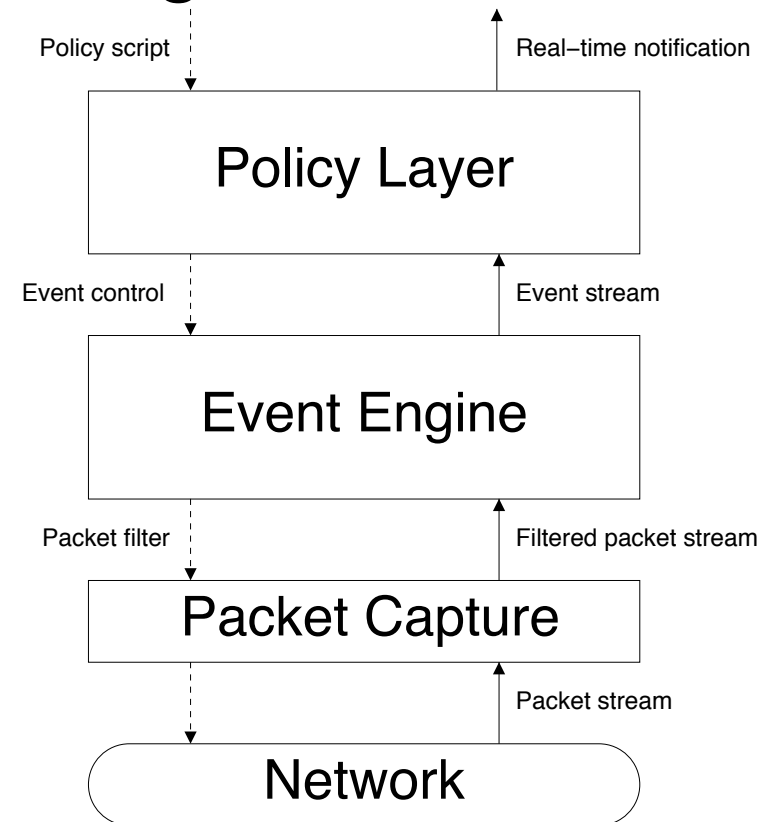 Policy script
Real−time notification
Policy Layer
Event control
Event stream
Event Engine
Packet filter
Filtered packet stream
Packet Capture
Packet stream
Network